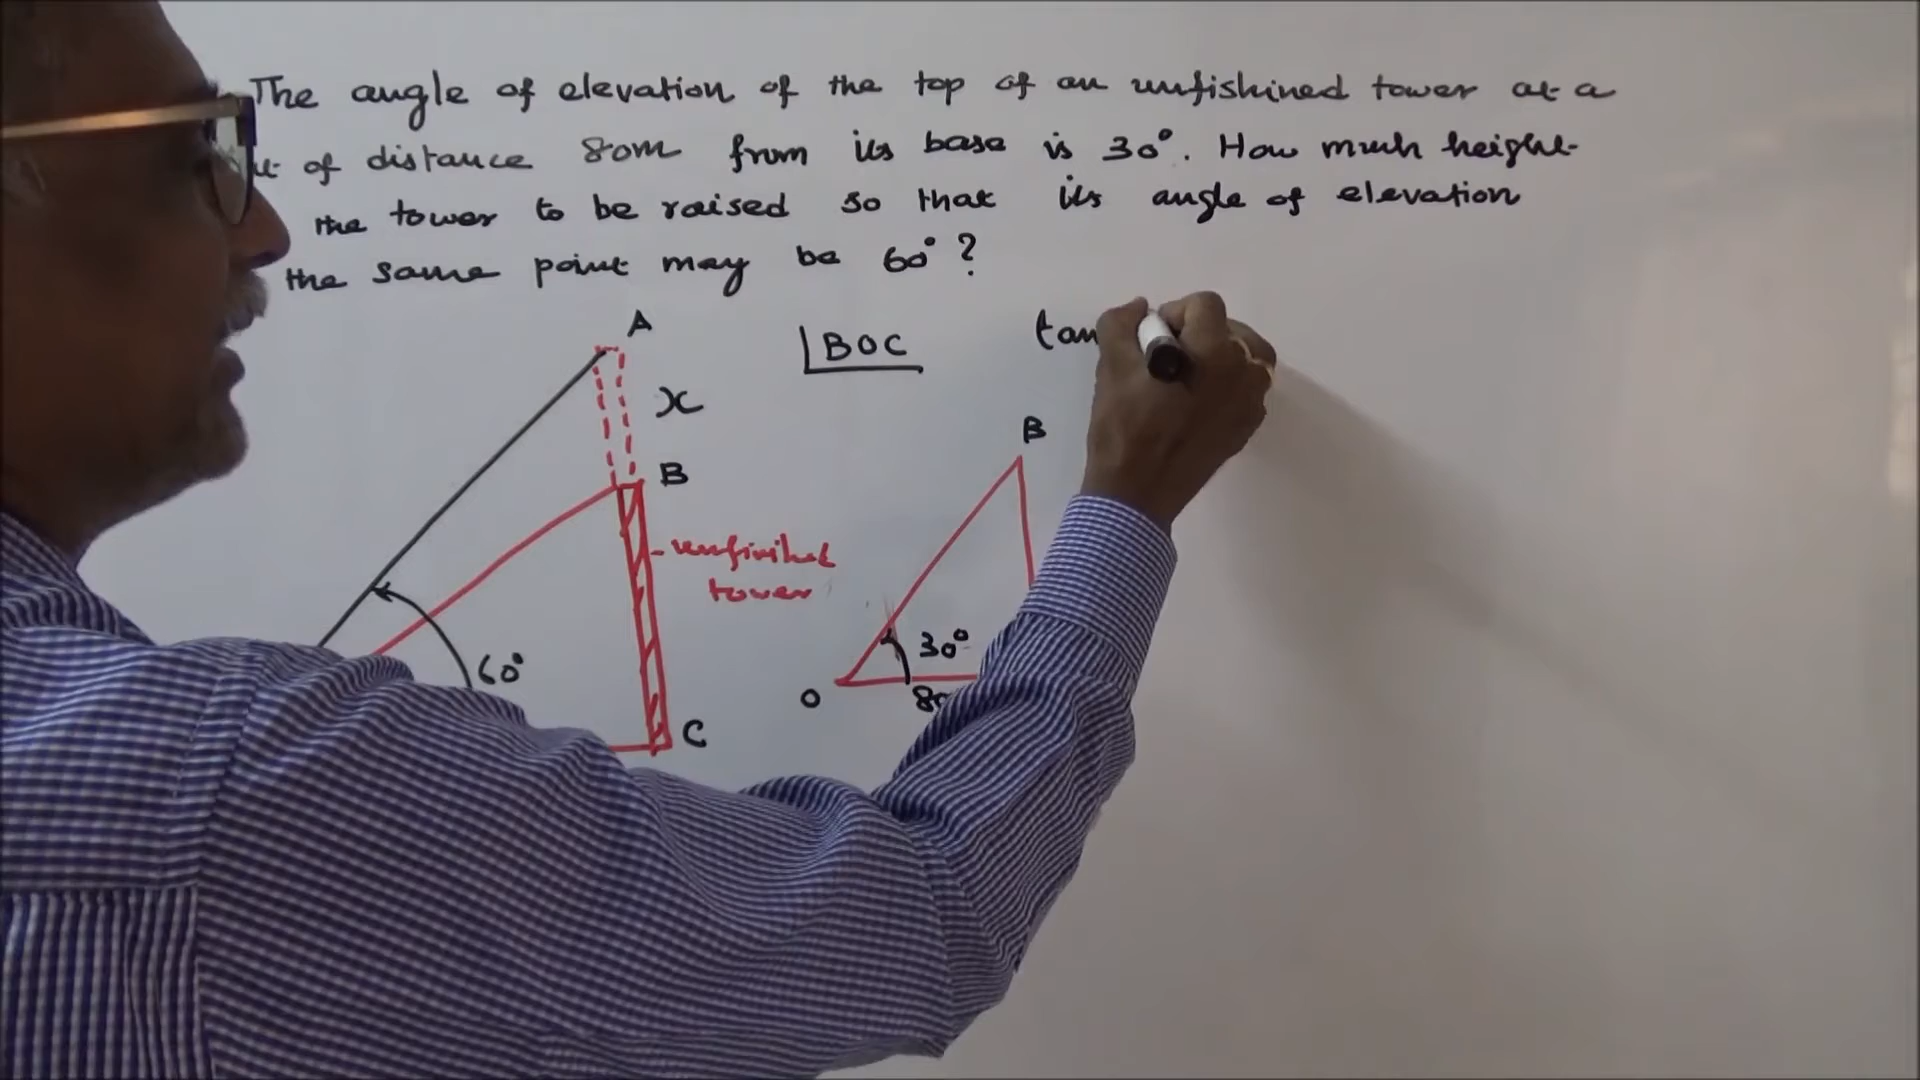 The angle of elevation of the top of an unfishined tower at a
of distance 80m from its base is 30°. How much height
the tower to be raised so that its angle of elevation
the same point may be 60°?
A
BOC
tan
x
B
B
unfinihed
tower
30°
60°
O
80
C